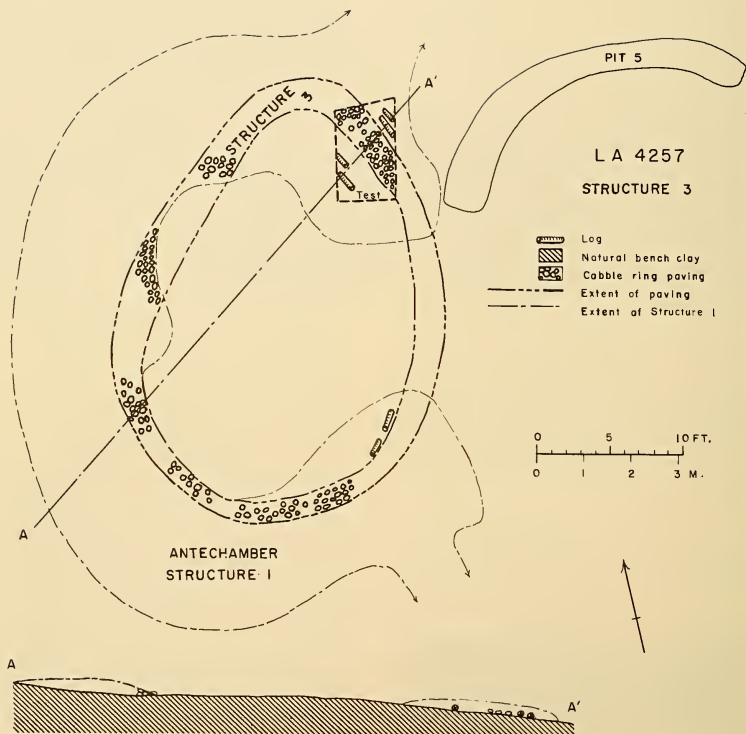 A'
PIT 5
STRUCTURE 3
LA 4257
STRUCTURE 3
Test
Log
Natural bench clay
Cobble ring paving
Extent of paving
Extent of Structure 1
0 5 10 FT.
0 1 2 3 M.
A
ANTECHAMBER
STRUCTURE 1
A
A'